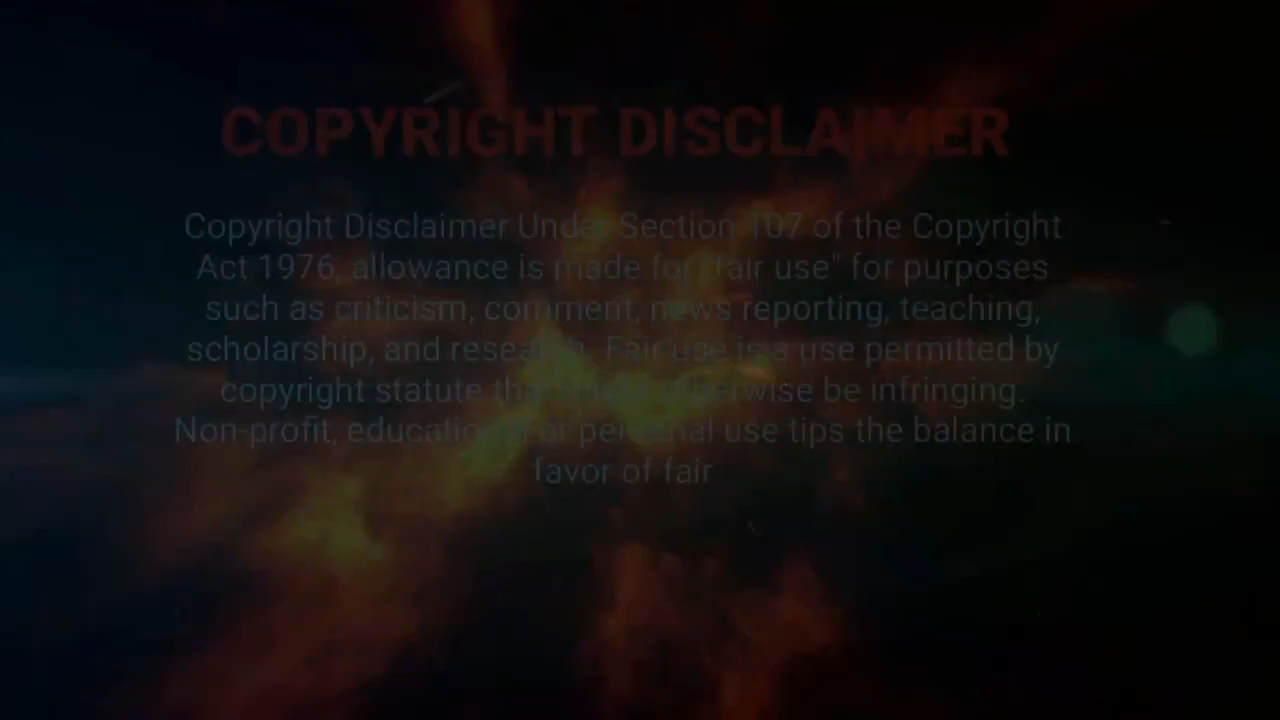 COPYRIGHT DISCLAIMER
Copyright Disclaimer Under Section 107 of the Copyright
Act 1976, allowance is made for "fair use" for purposes
such as criticism, comment, news reporting, teaching,
scholarship, and research. Fair use is a use permitted by
copyright statute that might otherwise be infringing.
Non-profit, educational or personal use tips the balance in
favor of fair